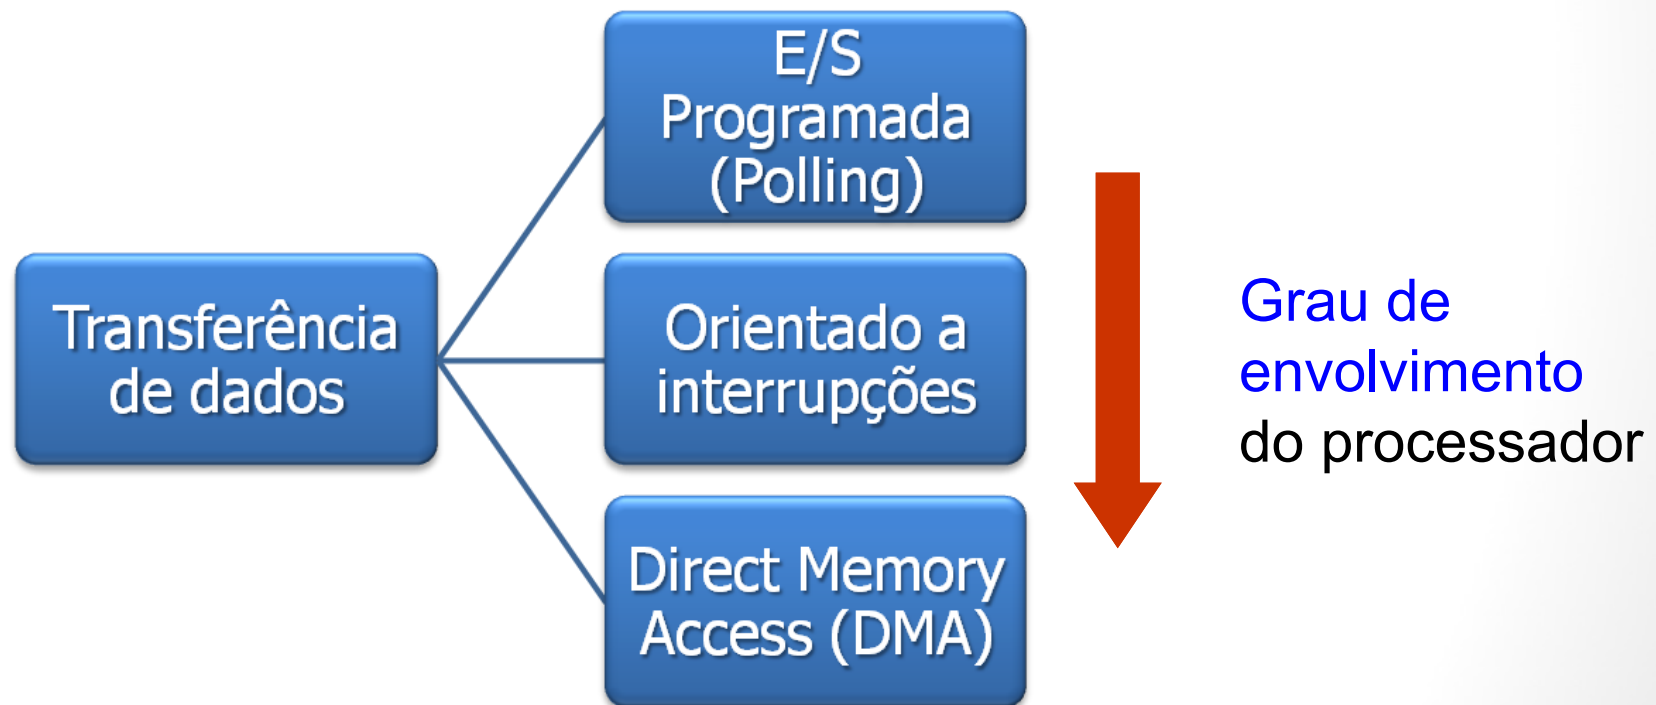 E/S
Programada
(Polling)
Transferência
de dados
Orientado a
interrupções
Direct Memory
Access (DMA)
Grau de
envolvimento
do processador